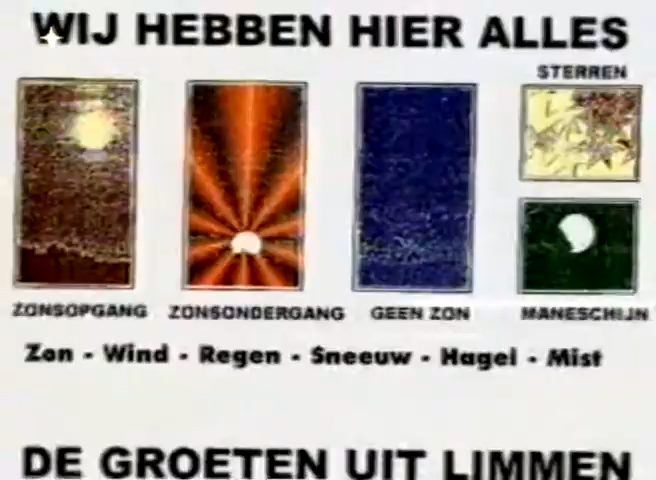 WIJ HEBBEN HIER ALLES
STERREN
ZONSOPGANG ZONSONDERGANG GEEN ZON MANESCHIJN
Zon - Wind - Regen - Sneeuw - Hagel - Mist
DE GROETEN UIT LIMMEN